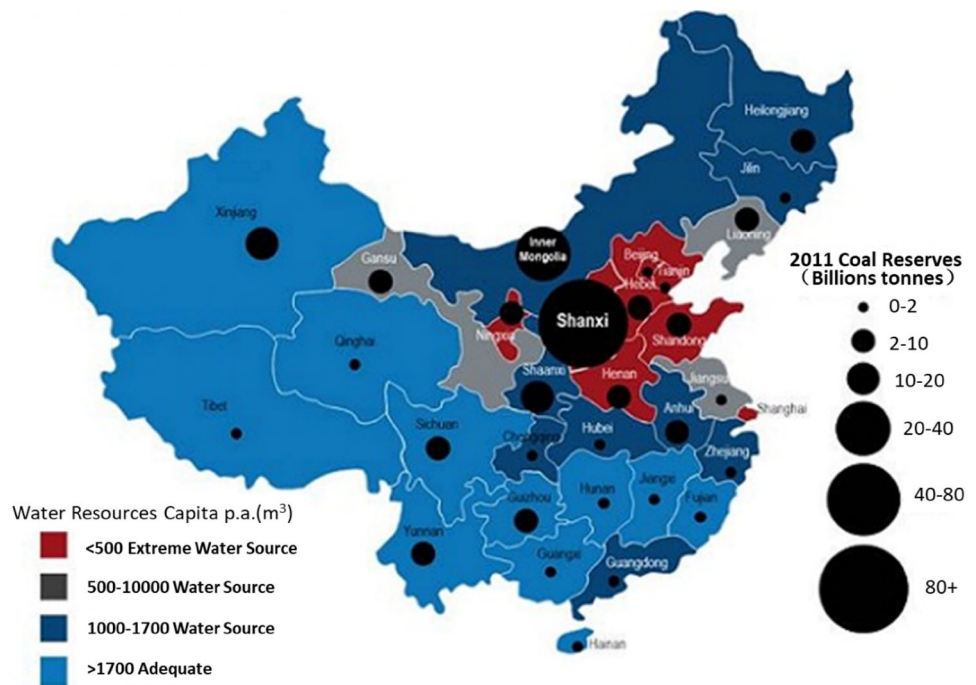 Heilongjiang
Jilin
Xinjiang
Inner
Mongolia
Liaoning
Gansu
Beijing
Tianjin
Hebei
2011 Coal Reserves
(Billions tonnes)
0-2
2-10
10-20
20-40
40-80
80+
Shanxi
Ningxia
Shandong
Qinghai
Shaanxi
Henan
Jiangsu
Tibet
Sichuan
Anhui
Shanghai
Chongqing
Hubei
Zhejiang
Guizhou
Hunan
Jiangxi
Fujian
Yunnan
Guangxi
Guangdong
Hainan
Water Resources Capita p.a.(m³)
<500 Extreme Water Source
500-10000 Water Source
1000-1700 Water Source
>1700 Adequate